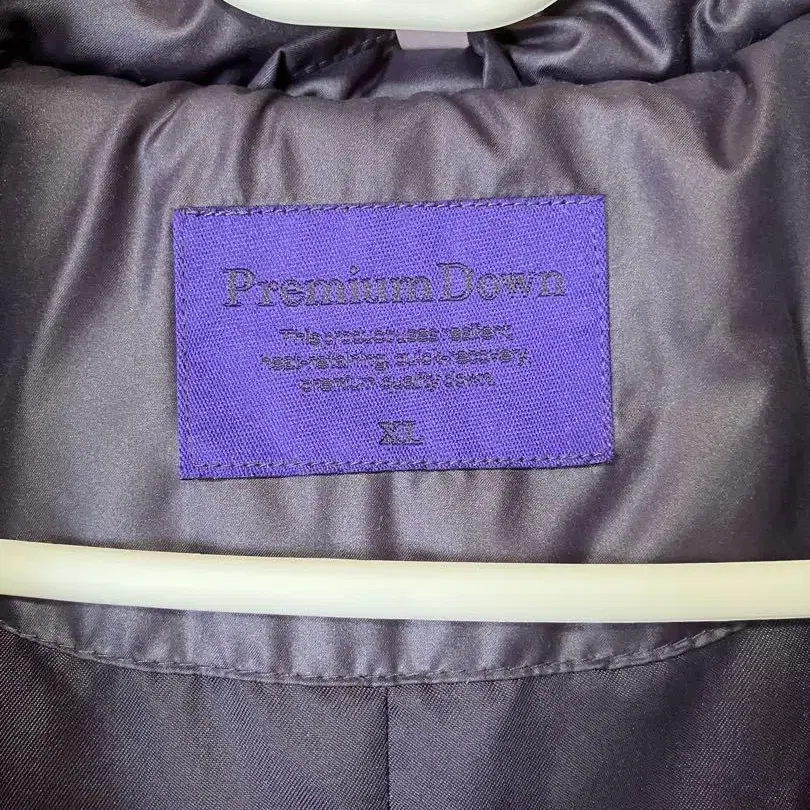 Premium Down
This product uses resilient,
heat-retaining, quick-recovery,
premium quality down.
XL